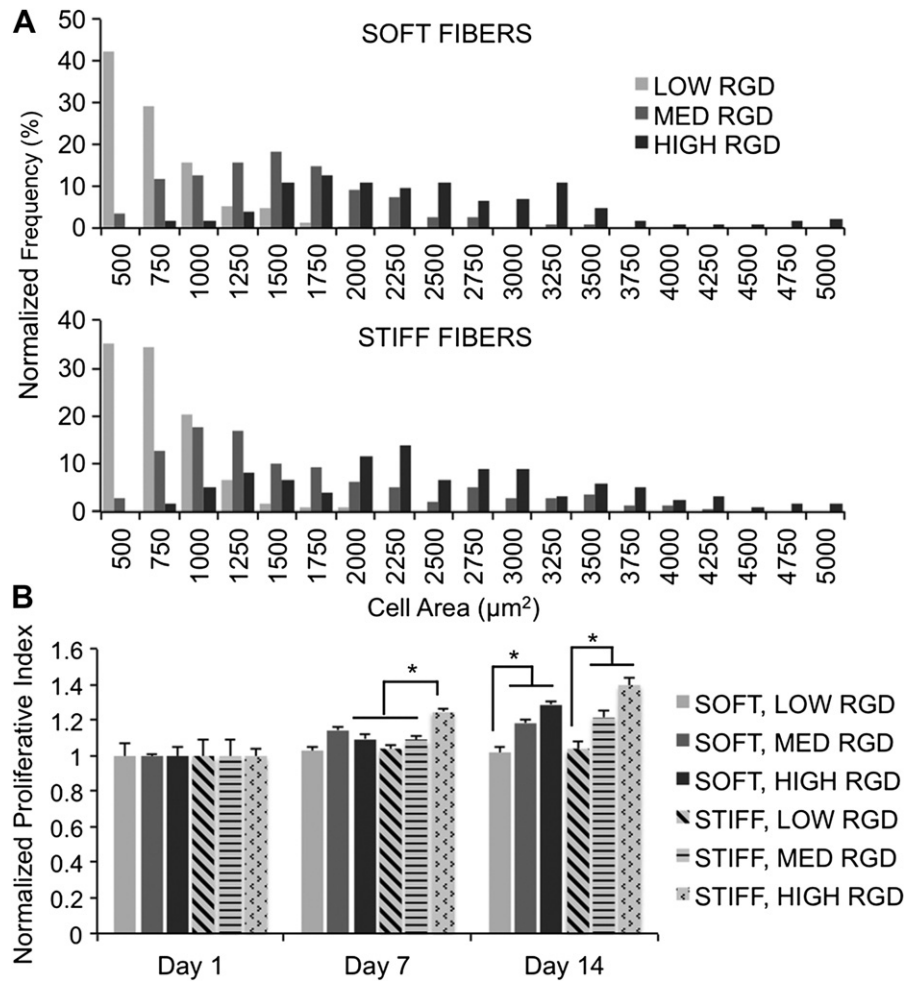 A
SOFT FIBERS
50
40
30
20
10
0
LOW RGD
MED RGD
HIGH RGD
500 750 1000 1250 1500 1750 2000 2250 2500 2750 3000 3250 3500 3750 4000 4250 4500 4750 5000
Normalized Frequency (%)
STIFF FIBERS
40
30
20
10
0
500 750 1000 1250 1500 1750 2000 2250 2500 2750 3000 3250 3500 3750 4000 4250 4500 4750 5000
Cell Area (µm²)
B
Normalized Proliferative Index
1.6
1.4
1.2
1
0.8
0.6
0.4
0.2
0
* * *
Day 1 Day 7 Day 14
SOFT, LOW RGD
SOFT, MED RGD
SOFT, HIGH RGD
STIFF, LOW RGD
STIFF, MED RGD
STIFF, HIGH RGD